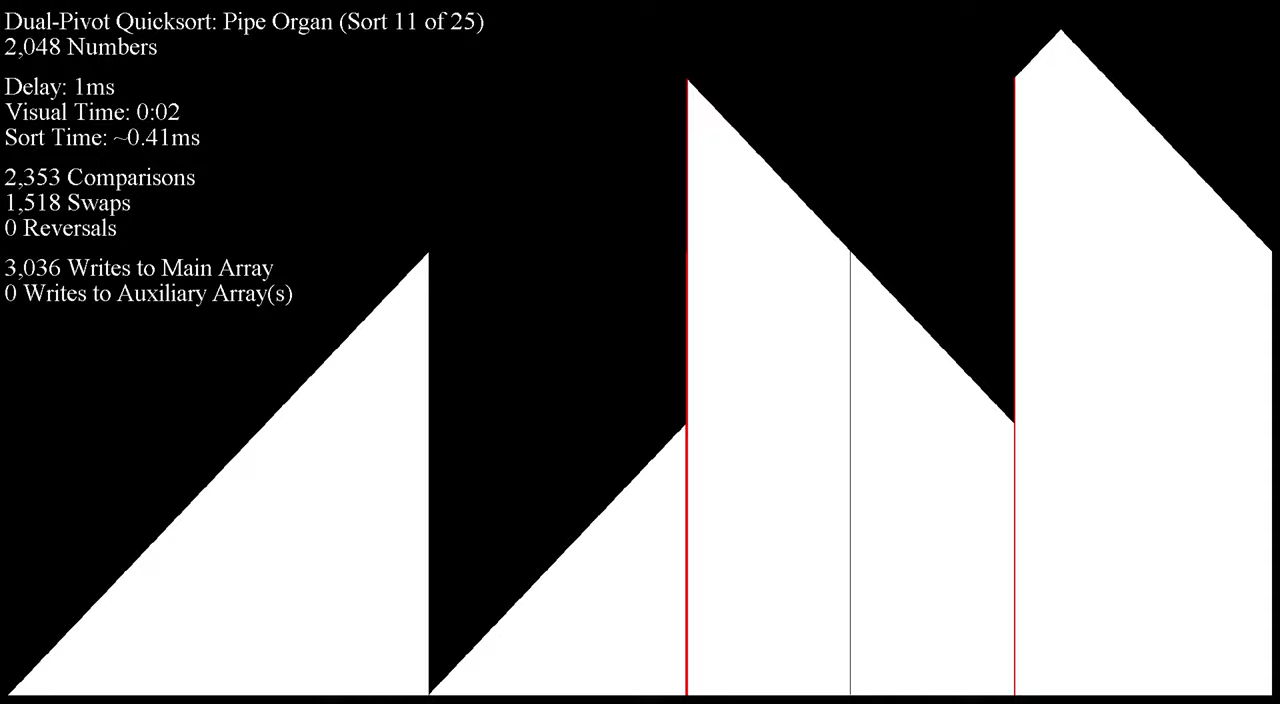 Dual-Pivot Quicksort: Pipe Organ (Sort 11 of 25)
2,048 Numbers
Delay: 1ms
Visual Time: 0:02
Sort Time: ~0.41ms
2,353 Comparisons
1,518 Swaps
0 Reversals
3,036 Writes to Main Array
0 Writes to Auxiliary Array(s)